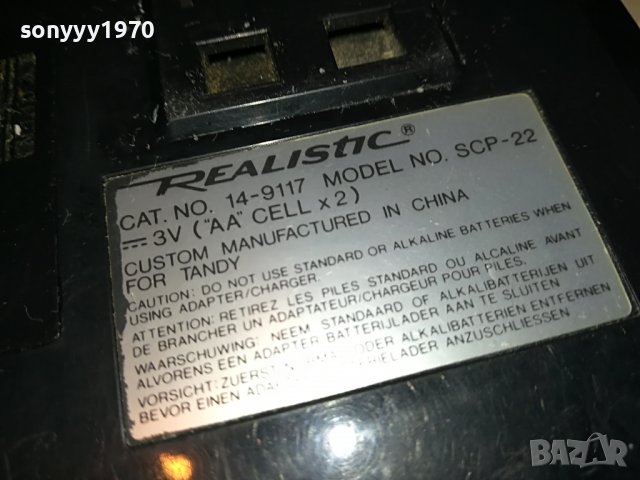 sonyyy1970
REALISTIC®
CAT. NO. 14-9117 MODEL NO. SCP-22
3V ("AA" CELL x 2)
CUSTOM MANUFACTURED IN CHINA
FOR TANDY
CAUTION: DO NOT USE STANDARD OR ALKALINE BATTERIES WHEN
USING ADAPTER/CHARGER.
ATTENTION: RETIREZ LES PILES STANDARD OU ALCALINE AVANT
DE BRANCHER UN ADAPTATEUR/CHARGEUR POUR PILES.
WAARSCHUWING: NEEM STANDAARD OF ALKALIBATTERIJEN UIT
ALVORENS EEN ADAPTER BATTERIJLADER AAN TE SLUITEN
VORSICHT: ODER ALKALIBATTERIEN ENTFERNEN
BEVOR EINEN ANZUSCHLIESSEN
BAZAR